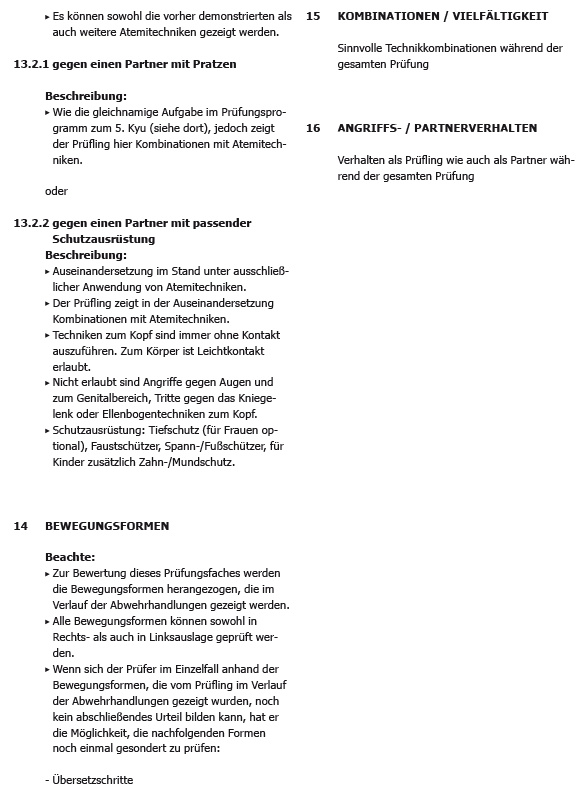 ▸ Es können sowohl die vorher demonstrierten als
auch weitere Atemitechniken gezeigt werden.
13.2.1 gegen einen Partner mit Pratzen
Beschreibung:
▸ Wie die gleichnamige Aufgabe im Prüfungspro-
gramm zum 5. Kyu (siehe dort), jedoch zeigt
der Prüfling hier Kombinationen mit Atemitech-
niken.
oder
13.2.2 gegen einen Partner mit passender
Schutzausrüstung
Beschreibung:
▸ Auseinandersetzung im Stand unter ausschließ-
licher Anwendung von Atemitechniken.
▸ Der Prüfling zeigt in der Auseinandersetzung
Kombinationen mit Atemitechniken.
▸ Techniken zum Kopf sind immer ohne Kontakt
auszuführen. Zum Körper ist Leichtkontakt
erlaubt.
▸ Nicht erlaubt sind Angriffe gegen Augen und
zum Genitalbereich, Tritte gegen das Kniege-
lenk oder Ellenbogentechniken zum Kopf.
▸ Schutzausrüstung: Tiefschutz (für Frauen op-
tional), Faustschützer, Spann-/Fußschützer, für
Kinder zusätzlich Zahn-/Mundschutz.
14 BEWEGUNGSFORMEN
Beachte:
▸ Zur Bewertung dieses Prüfungsfaches werden
die Bewegungsformen herangezogen, die im
Verlauf der Abwehrhandlungen gezeigt werden.
▸ Alle Bewegungsformen können sowohl in
Rechts- als auch in Linksauslage geprüft wer-
den.
▸ Wenn sich der Prüfer im Einzelfall anhand der
Bewegungsformen, die vom Prüfling im Verlauf
der Abwehrhandlungen gezeigt wurden, noch
kein abschließendes Urteil bilden kann, hat er
die Möglichkeit, die nachfolgenden Formen
noch einmal gesondert zu prüfen:
- Übersetzschritte
15 KOMBINATIONEN / VIELFÄLTIGKEIT
Sinnvolle Technikkombinationen während der
gesamten Prüfung
16 ANGRIFFS- / PARTNERVERHALTEN
Verhalten als Prüfling wie auch als Partner wäh-
rend der gesamten Prüfung